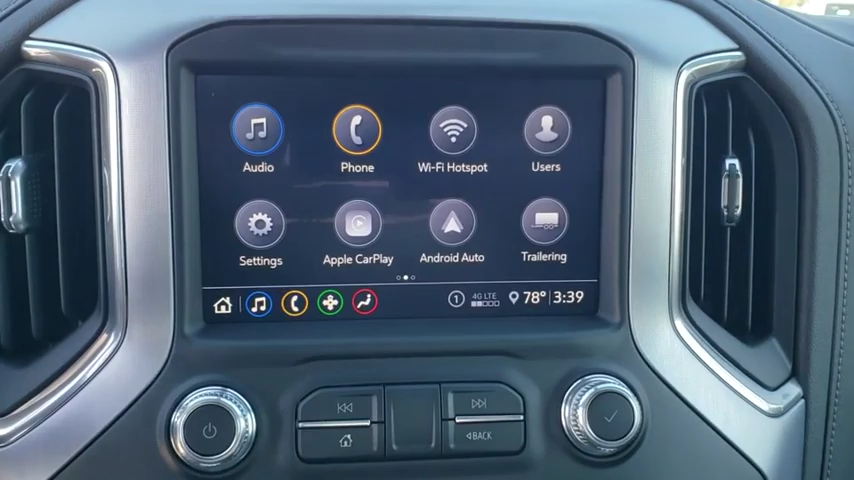 Audio
Phone
Wi-Fi Hotspot
Users
Settings
Apple CarPlay
Android Auto
Trailering
1
4G LTE
78° 3:39
BACK